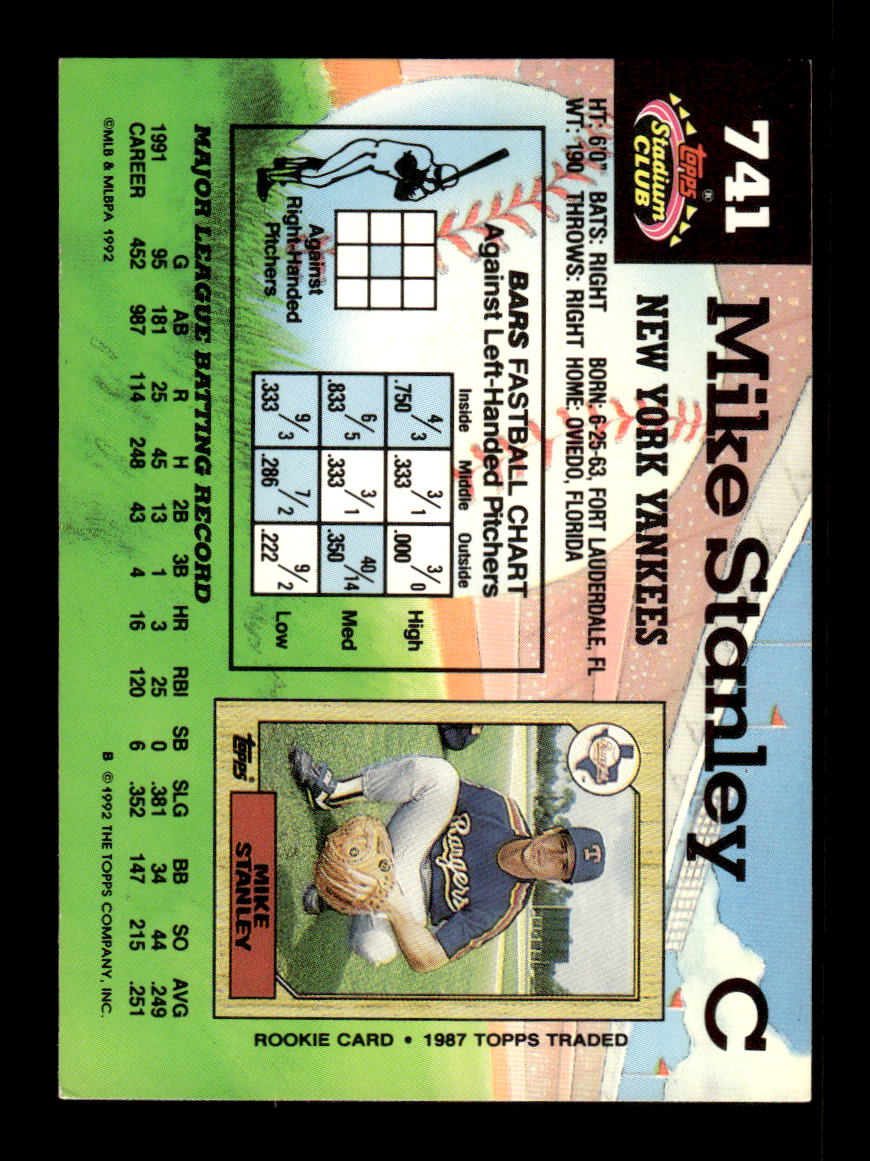 741 Mike Stanley C
Topps ®
Stadium
CLUB
NEW YORK YANKEES
HT: 6'0" BATS: RIGHT BORN: 6-25-63, FORT LAUDERDALE, FL
WT: 190 THROWS: RIGHT HOME: OVIEDO, FLORIDA
BARS FASTBALL CHART
Against Left-Handed Pitchers
Inside Middle Outside
4/3 3/1 3/0 High
.750 .333 .000
6/5 3/1 40/14 Med
.833 .333 .350
9/3 7/2 9/2 Low
.333 .286 .222
Against
Right-Handed
Pitchers
Rangers
T
Rangers
Topps
MIKE
STANLEY
ROOKIE CARD • 1987 TOPPS TRADED
MAJOR LEAGUE BATTING RECORD
G AB R H 2B 3B HR RBI SB SLG BB SO AVG
1991 95 181 25 45 13 1 3 25 0 .381 34 44 .249
CAREER 452 987 114 248 43 4 16 120 6 .352 147 215 .251
©MLB & MLBPA 1992 B ©1992 THE TOPPS COMPANY, INC.